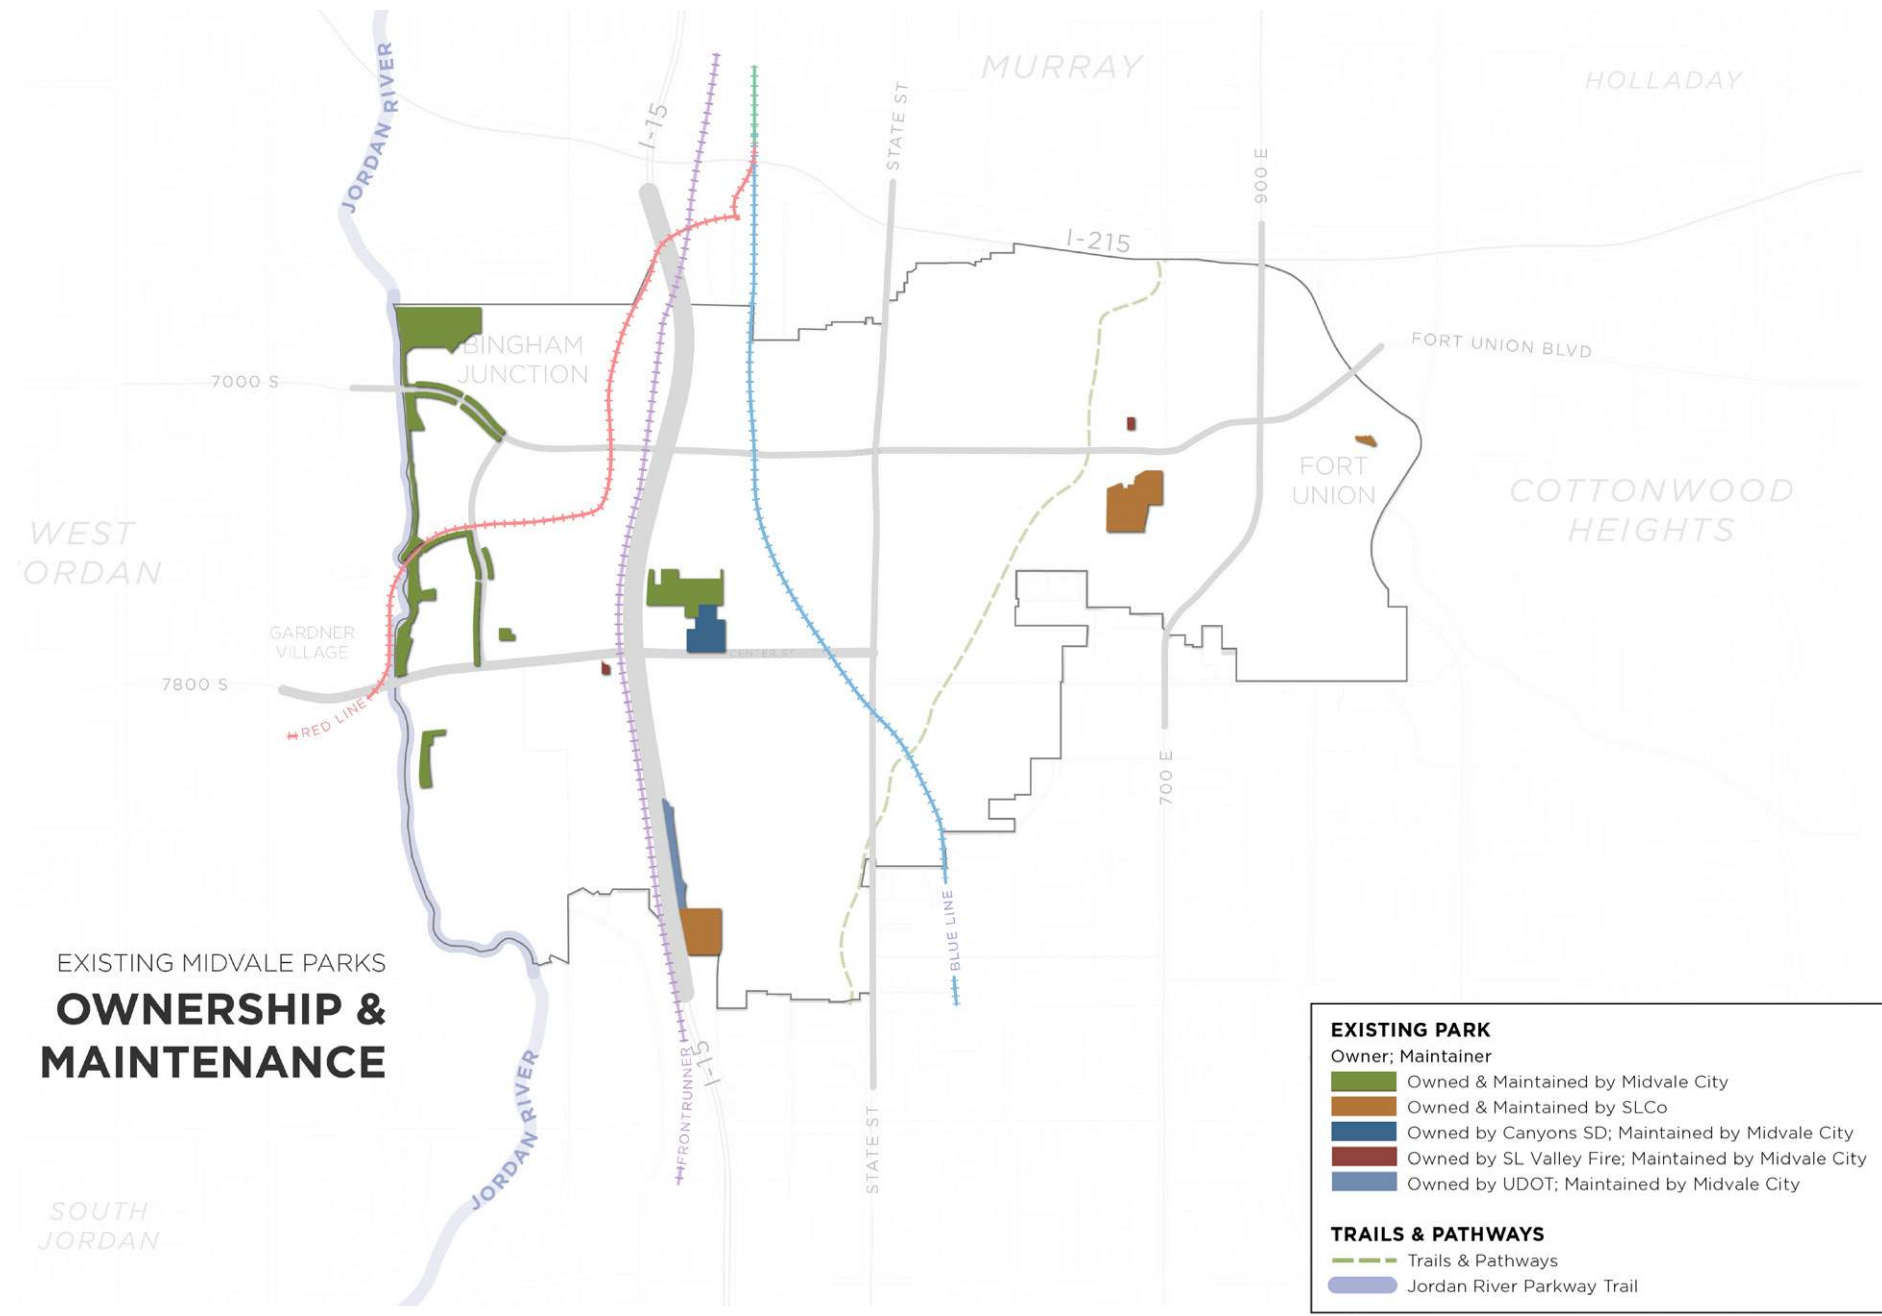 MURRAY
HOLLADAY
JORDAN RIVER
I-15
STATE ST
900 E
I-215
BINGHAM
JUNCTION
7000 S
FORT UNION BLVD
FORT
UNION
COTTONWOOD
HEIGHTS
WEST
ORDAN
GARDNER
VILLAGE
CENTER ST
7800 S
RED LINE
700 E
BLUE LINE
EXISTING MIDVALE PARKS
OWNERSHIP &
MAINTENANCE
I-15
FRONTRUNNER
JORDAN RIVER
STATE ST
SOUTH
JORDAN
EXISTING PARK
Owner; Maintainer
Owned & Maintained by Midvale City
Owned & Maintained by SLCo
Owned by Canyons SD; Maintained by Midvale City
Owned by SL Valley Fire; Maintained by Midvale City
Owned by UDOT; Maintained by Midvale City
TRAILS & PATHWAYS
Trails & Pathways
Jordan River Parkway Trail